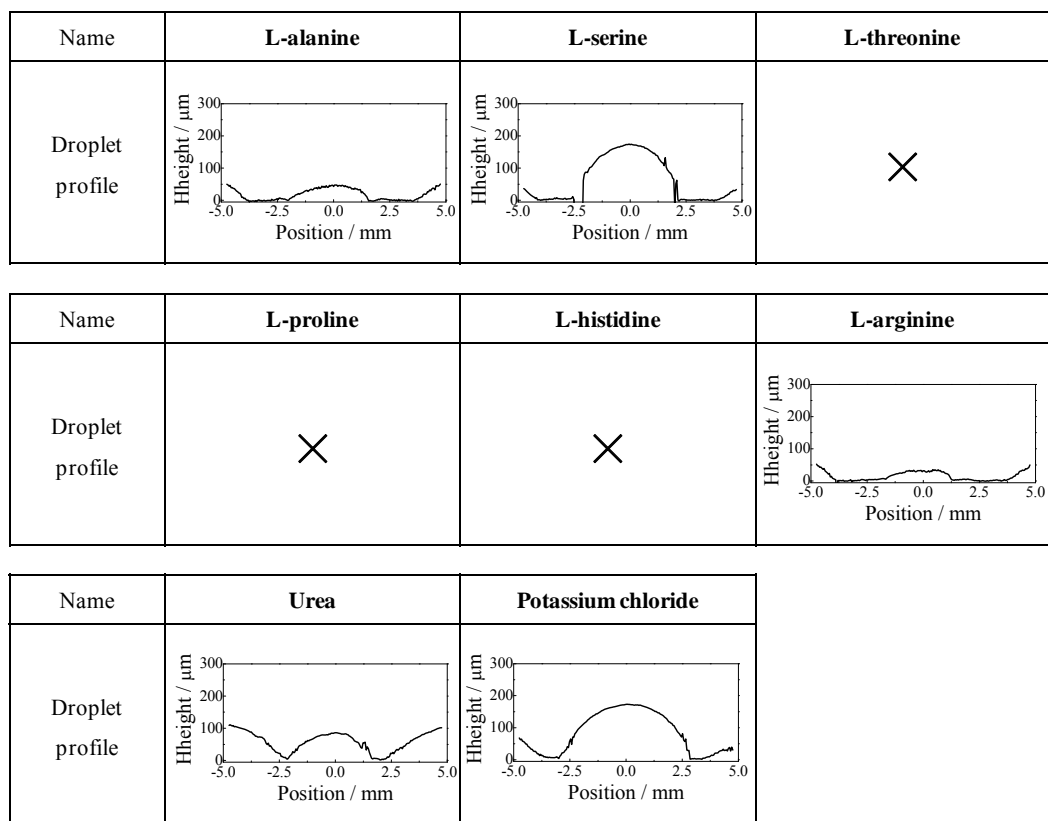 Name L-alanine L-serine L-threonine
Droplet profile
Hheight / μm
300
200
100
0
-5.0 -2.5 0.0 2.5 5.0
Position / mm
Hheight / μm
300
200
100
0
-5.0 -2.5 0.0 2.5 5.0
Position / mm
Name L-proline L-histidine L-arginine
Droplet profile
Hheight / μm
300
200
100
0
-5.0 -2.5 0.0 2.5 5.0
Position / mm
Name Urea Potassium chloride
Droplet profile
Hheight / μm
300
200
100
0
-5.0 -2.5 0.0 2.5 5.0
Position / mm
Hheight / μm
300
200
100
0
-5.0 -2.5 0.0 2.5 5.0
Position / mm